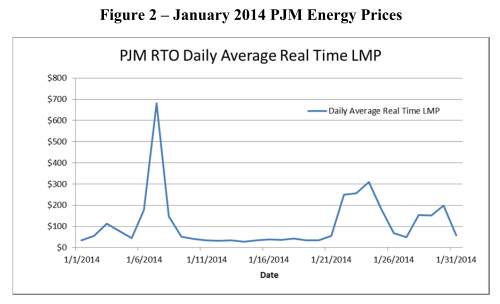 Figure 2 – January 2014 PJM Energy Prices
PJM RTO Daily Average Real Time LMP
$800
$700
$600
$500
$400
$300
$200
$100
$0
Daily Average Real Time LMP
1/1/2014 1/6/2014 1/11/2014 1/16/2014 1/21/2014 1/26/2014 1/31/2014
Date